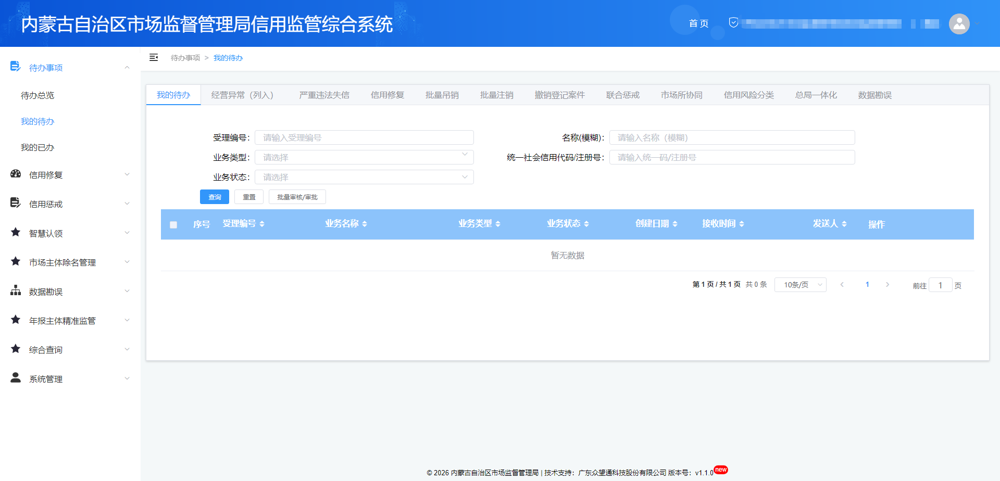 内蒙古自治区市场监督管理局信用监管综合系统
首页
待办事项
待办总览
我的待办
我的已办
信用修复
信用惩戒
智慧认领
市场主体除名管理
数据勘误
年报主体精准监管
综合查询
系统管理
待办事项 > 我的待办
我的待办 经营异常（列入） 严重违法失信 信用修复 批量吊销 批量注销 撤销登记案件 联合惩戒 市场所协同 信用风险分类 总局一体化 数据勘误
受理编号： 请输入受理编号 名称(模糊)： 请输入名称（模糊）
业务类型： 请选择 统一社会信用代码/注册号： 请输入统一码/注册号
业务状态： 请选择
查询 重置 批量审核/审批
序号 受理编号 业务名称 业务类型 业务状态 创建日期 接收时间 发送人 操作
暂无数据
第 1 页 / 共 1 页 共 0 条 10条/页 1 前往 1 页
© 2026 内蒙古自治区市场监督管理局 | 技术支持：广东众望通科技股份有限公司 版本号：v1.1.0 new